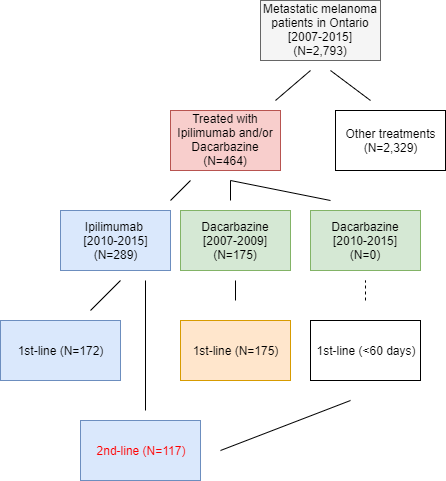 Metastatic melanoma
patients in Ontario
[2007-2015]
(N=2,793)
Treated with
Ipilimumab and/or
Dacarbazine
(N=464)
Other treatments
(N=2,329)
Ipilimumab
[2010-2015]
(N=289)
Dacarbazine
[2007-2009]
(N=175)
Dacarbazine
[2010-2015]
(N=0)
1st-line (N=172)
1st-line (N=175)
1st-line (<60 days)
2nd-line (N=117)